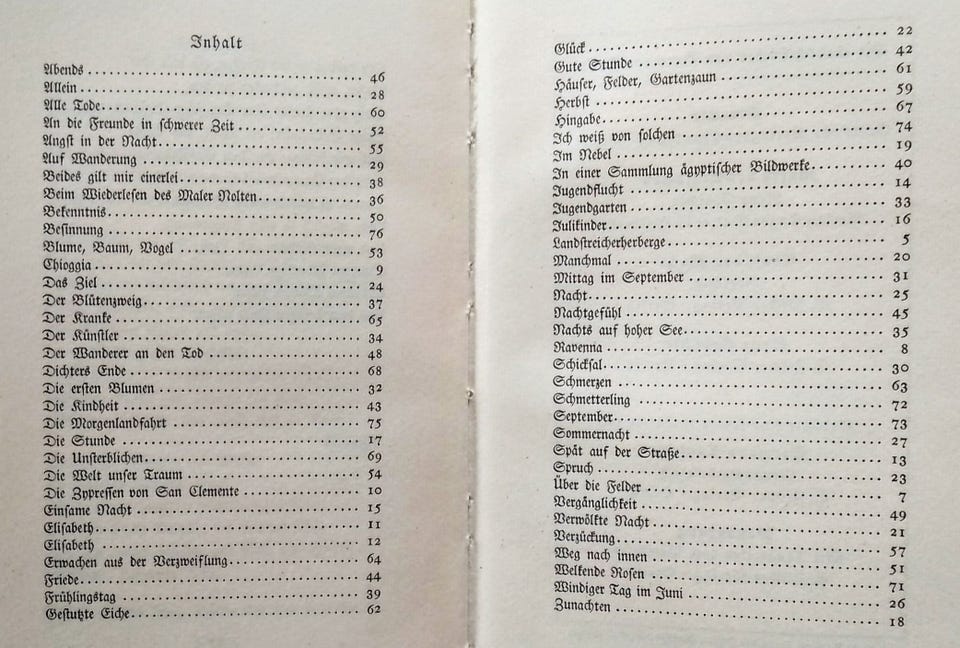 Inhalt
Abends 46
Allein 28
Alle Tode 60
An die Freunde in schwerer Zeit 52
Angst in der Nacht 55
Auf Wanderung 29
Beides gilt mir einerlei 38
Beim Wiederlesen des Maler Nolten 36
Bekenntnis 50
Besinnung 76
Blume, Baum, Vogel 53
Chioggia 9
Das Ziel 24
Der Blütenzweig 37
Der Kranke 65
Der Künstler 34
Der Wanderer an den Tod 48
Dichters Ende 68
Die ersten Blumen 32
Die Kindheit 43
Die Morgenlandfahrt 75
Die Stunde 17
Die Unsterblichen 69
Die Welt unser Traum 54
Die Zypressen von San Clemente 10
Einsame Nacht 15
Elisabeth 11
Elisabeth 12
Erwachen aus der Verzweiflung 64
Friede 44
Frühlingstag 39
Gestutzte Eiche 62
Glück 22
Gute Stunde 42
Häuser, Felder, Gartenzaun 61
Herbst 59
Hingabe 67
Ich weiß von solchen 74
Im Nebel 19
In einer Sammlung ägyptischer Bildwerke 40
Jugendflucht 14
Jugendgarten 33
Julikinder 16
Landstreicherherberge 5
Manchmal 20
Mittag im September 31
Nacht 25
Nachtgefühl 45
Nachts auf hoher See 35
Ravenna 8
Schicksal 30
Schmerzen 63
Schmetterling 72
September 73
Sommernacht 27
Spät auf der Straße 13
Spruch 23
Über die Felder 7
Vergänglichkeit 49
Verwölkte Nacht 21
Verzückung 57
Weg nach innen 51
Welkende Rosen 71
Windiger Tag im Juni 26
Zunachten 18